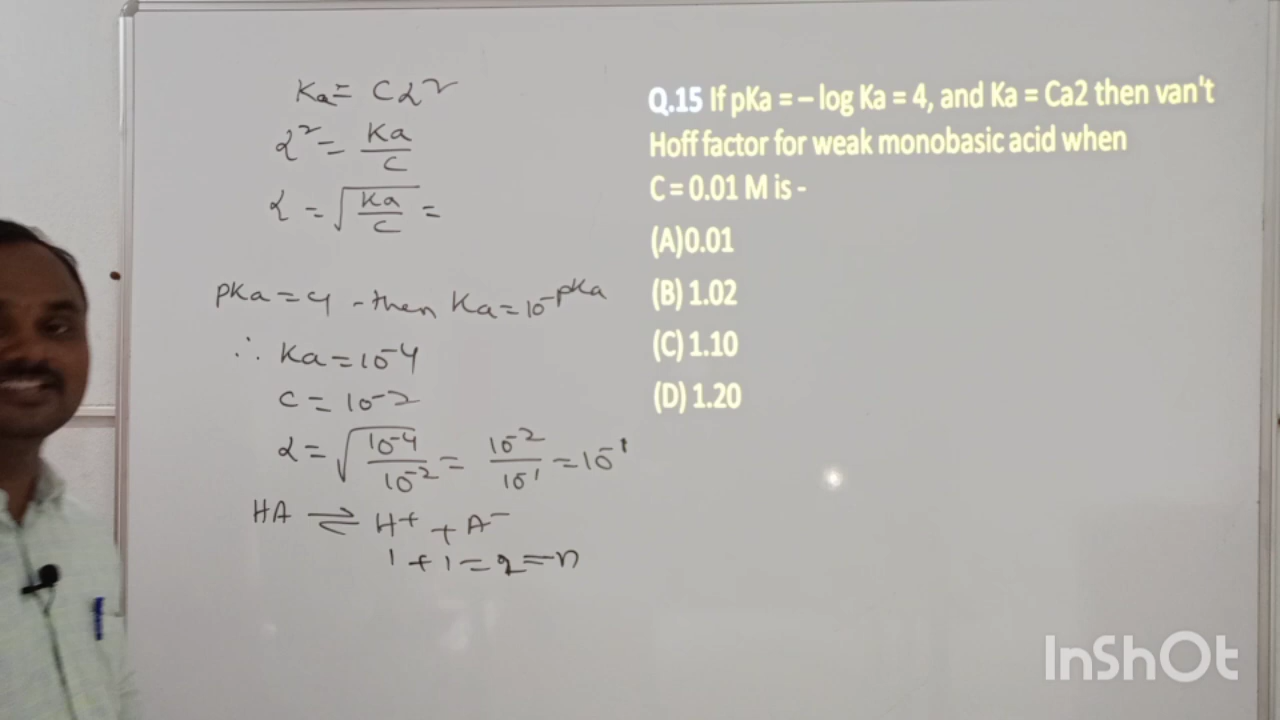 Ka = Cα²
α² = Ka/C
α = √(Ka/C) =
pKa = 4 - then Ka = 10^-pKa
∴ Ka = 10^-4
C = 10^-2
α = √(10^-4/10^-2) = 10^-2/10^1 = 10^-1
HA ⇌ H+ + A-
1 + 1 = 2 = n
Q.15 If pKa = – log Ka = 4, and Ka = Ca2 then van't
Hoff factor for weak monobasic acid when
C = 0.01 M is -
(A)0.01
(B) 1.02
(C) 1.10
(D) 1.20
InShOt